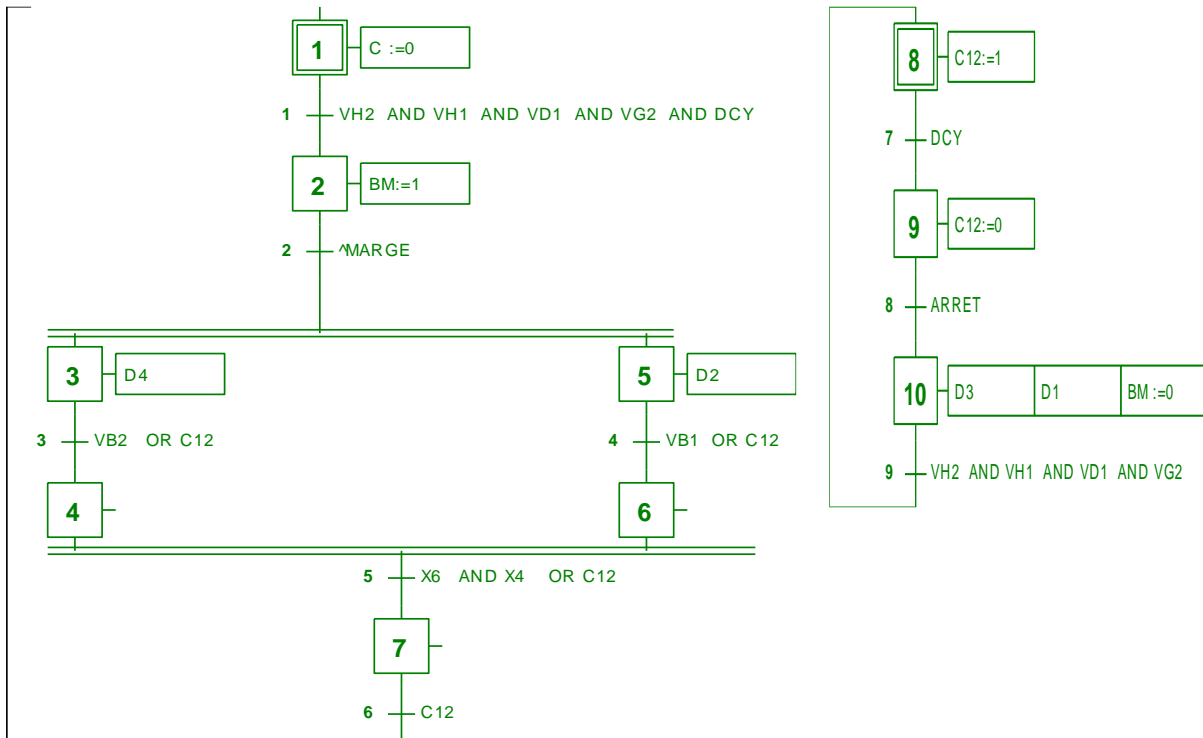 1 C :=0
1 VH2 AND VH1 AND VD1 AND VG2 AND DCY
2 BM:=1
2 ^MARGE
3 D4
5 D2
3 VB2 OR C12
4 VB1 OR C12
4
6
5 X6 AND X4 OR C12
7
6 C12
8 C12:=1
7 DCY
9 C12:=0
8 ARRET
10 D3 D1 BM :=0
9 VH2 AND VH1 AND VD1 AND VG2